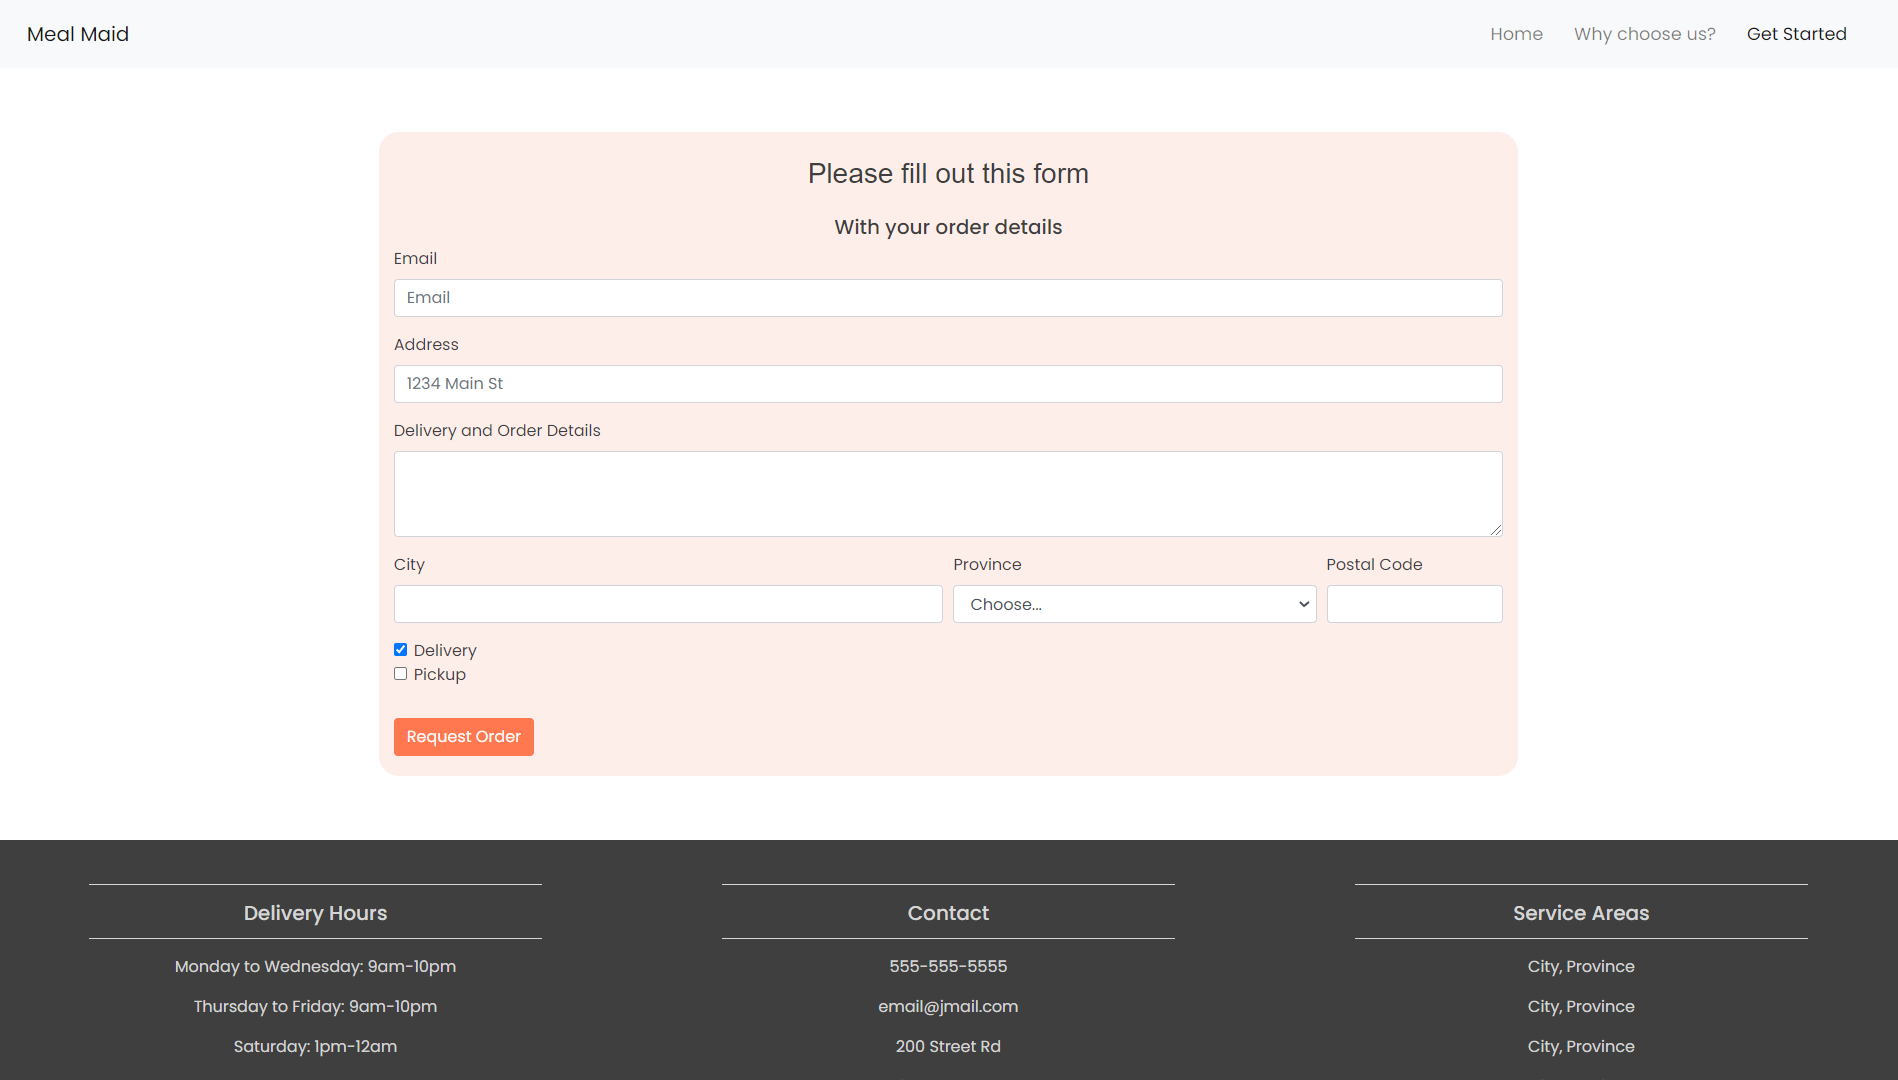 Meal Maid
Home
Why choose us?
Get Started
Please fill out this form
With your order details
Email
Email
Address
1234 Main St
Delivery and Order Details
City
Province
Postal Code
Choose...
Delivery
Pickup
Request Order
Delivery Hours
Monday to Wednesday: 9am-10pm
Thursday to Friday: 9am-10pm
Saturday: 1pm-12am
Contact
555-555-5555
email@jmail.com
200 Street Rd
Service Areas
City, Province
City, Province
City, Province